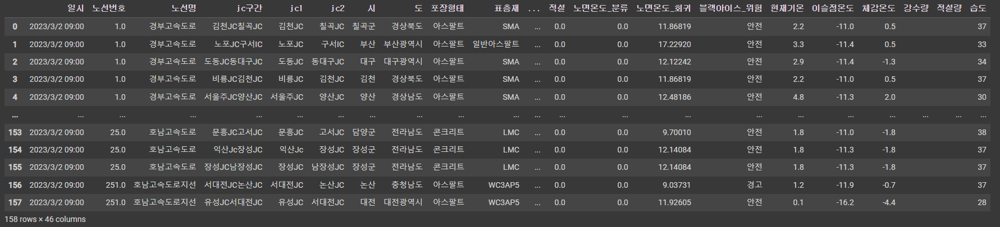 일시 노선번호 노선명 jc구간 jc1 jc2 시 도 포장형태 표층재 ... 적설 노면온도_분류 노면온도_회귀 블랙아이스_위험 현재기온 이슬점온도 체감온도 강수량 적설량 습도
0 2023/3/2 09:00 1.0 경부고속도로 김천JC칠곡JC 김천JC 칠곡JC 칠곡군 경상북도 아스팔트 SMA ... 0.0 0.0 11.86819 안전 2.2 -11.0 0.5 37
1 2023/3/2 09:00 1.0 경부고속도로 노포JC구서IC 노포JC 구서IC 부산 부산광역시 아스팔트 일반아스팔트 ... 0.0 0.0 17.22920 안전 3.3 -11.4 0.5 33
2 2023/3/2 09:00 1.0 경부고속도로 도동JC동대구JC 도동JC 동대구JC 대구 대구광역시 아스팔트 SMA ... 0.0 0.0 12.12242 안전 2.9 -11.4 -1.3 34
3 2023/3/2 09:00 1.0 경부고속도로 비룡JC김천JC 비룡JC 김천JC 김천 경상북도 아스팔트 SMA ... 0.0 0.0 11.86819 안전 2.2 -11.0 0.5 37
4 2023/3/2 09:00 1.0 경부고속도로 서울주JC양산JC 서울주JC 양산JC 양산 경상남도 아스팔트 SMA ... 0.0 0.0 12.48186 안전 4.8 -11.3 2.0 30
... ... ... ... ... ... ... ... ... ... ... ... ... ... ... ... ... ... ... ... ... ...
153 2023/3/2 09:00 25.0 호남고속도로 문흥JC고서JC 문흥JC 고서JC 담양군 전라남도 콘크리트 LMC ... 0.0 0.0 9.70010 안전 1.8 -11.0 -1.8 38
154 2023/3/2 09:00 25.0 호남고속도로 익산Jc장성JC 익산Jc 장성JC 장성군 전라남도 콘크리트 LMC ... 0.0 0.0 12.14084 안전 1.8 -11.3 -1.8 37
155 2023/3/2 09:00 25.0 호남고속도로 장성JC남장성JC 장성JC 남장성JC 장성군 전라남도 콘크리트 LMC ... 0.0 0.0 12.14084 안전 1.8 -11.3 -1.8 37
156 2023/3/2 09:00 251.0 호남고속도로지선 서대전JC논산JC 서대전JC 논산JC 논산 충청남도 아스팔트 WC3AP5 ... 0.0 0.0 9.03731 경고 1.2 -11.9 -0.7 37
157 2023/3/2 09:00 251.0 호남고속도로지선 유성JC서대전JC 유성JC 서대전JC 대전 대전광역시 아스팔트 WC3AP5 ... 0.0 0.0 11.92605 안전 0.1 -16.2 -4.4 28
158 rows × 46 columns